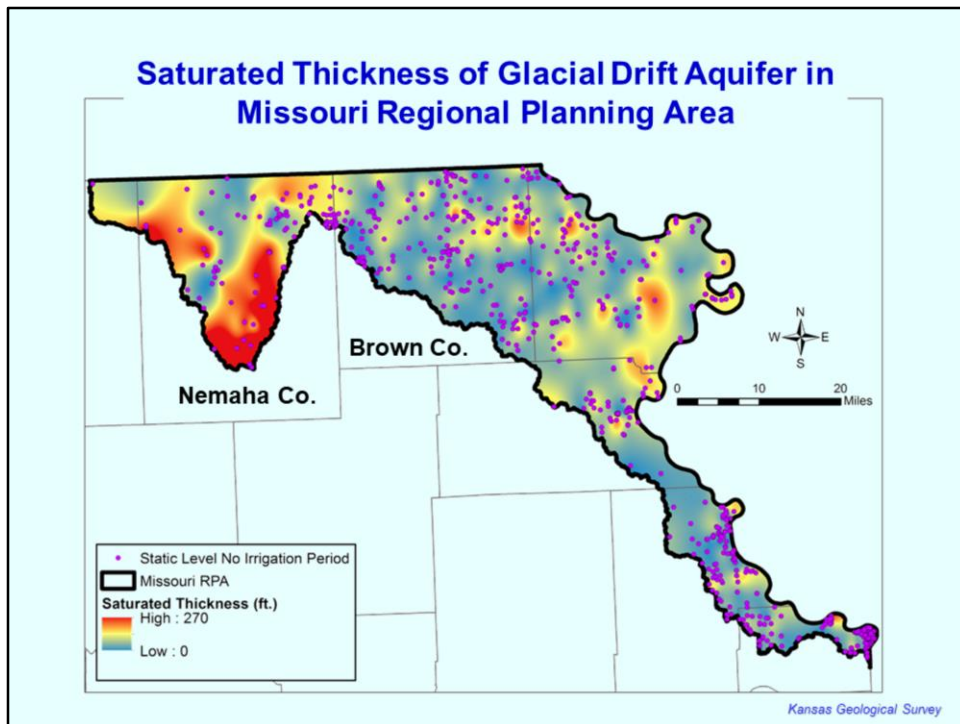 Saturated Thickness of Glacial Drift Aquifer in
Missouri Regional Planning Area
N
W E
S
Brown Co.
Nemaha Co.
0 10 20
Miles
Static Level No Irrigation Period
Missouri RPA
Saturated Thickness (ft.)
High : 270
Low : 0
Kansas Geological Survey